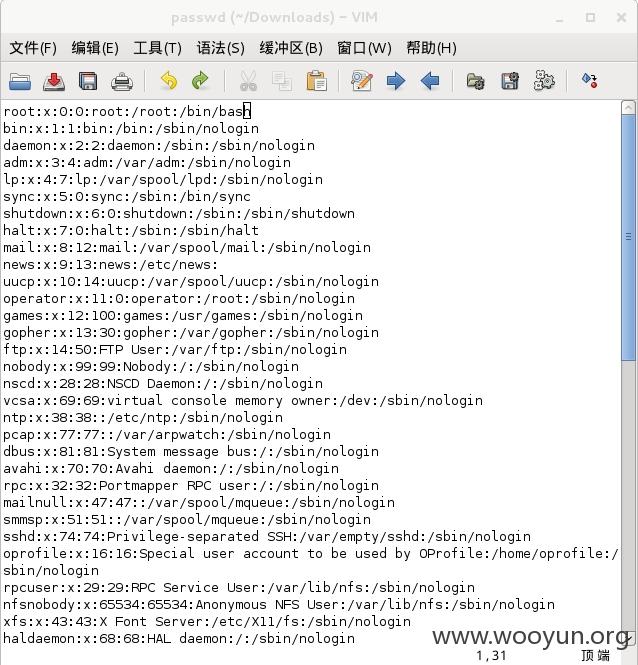 passwd (~/Downloads) - VIM
文件(F) 编辑(E) 工具(T) 语法(S) 缓冲区(B) 窗口(W) 帮助(H)
root:x:0:0:root:/root:/bin/bash
bin:x:1:1:bin:/bin:/sbin/nologin
daemon:x:2:2:daemon:/sbin:/sbin/nologin
adm:x:3:4:adm:/var/adm:/sbin/nologin
lp:x:4:7:lp:/var/spool/lpd:/sbin/nologin
sync:x:5:0:sync:/sbin:/bin/sync
shutdown:x:6:0:shutdown:/sbin:/sbin/shutdown
halt:x:7:0:halt:/sbin:/sbin/halt
mail:x:8:12:mail:/var/spool/mail:/sbin/nologin
news:x:9:13:news:/etc/news:
uucp:x:10:14:uucp:/var/spool/uucp:/sbin/nologin
operator:x:11:0:operator:/root:/sbin/nologin
games:x:12:100:games:/usr/games:/sbin/nologin
gopher:x:13:30:gopher:/var/gopher:/sbin/nologin
ftp:x:14:50:FTP User:/var/ftp:/sbin/nologin
nobody:x:99:99:Nobody:/:/sbin/nologin
nscd:x:28:28:NSCD Daemon:/:/sbin/nologin
vcsa:x:69:69:virtual console memory owner:/dev:/sbin/nologin
ntp:x:38:38::/etc/ntp:/sbin/nologin
pcap:x:77:77::/var/arpwatch:/sbin/nologin
dbus:x:81:81:System message bus:/:/sbin/nologin
avahi:x:70:70:Avahi daemon:/:/sbin/nologin
rpc:x:32:32:Portmapper RPC user:/:/sbin/nologin
mailnull:x:47:47::/var/spool/mqueue:/sbin/nologin
smmsp:x:51:51::/var/spool/mqueue:/sbin/nologin
sshd:x:74:74:Privilege-separated SSH:/var/empty/sshd:/sbin/nologin
oprofile:x:16:16:Special user account to be used by OProfile:/home/oprofile:/
sbin/nologin
rpcuser:x:29:29:RPC Service User:/var/lib/nfs:/sbin/nologin
nfsnobody:x:65534:65534:Anonymous NFS User:/var/lib/nfs:/sbin/nologin
xfs:x:43:43:X Font Server:/etc/X11/fs:/sbin/nologin
haldaemon:x:68:68:HAL daemon:/:/sbin/nologin
www.wooyun.org
1,31 顶端